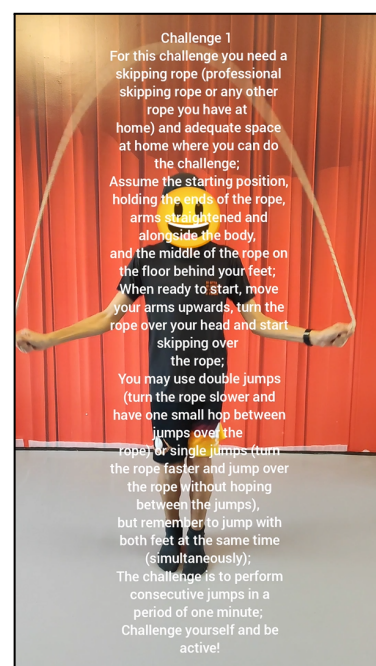 Challenge 1
For this challenge you need a
skipping rope (professional
skipping rope or any other
rope you have at
home) and adequate space
at home where you can do
the challenge;
Assume the starting position,
holding the ends of the rope,
arms straightened and
alongside the body,
and the middle of the rope on
the floor behind your feet;
When ready to start, move
your arms upwards, turn the
rope over your head and start
skipping over
the rope;
You may use double jumps
(turn the rope slower and
have one small hop between
jumps over the
rope) or single jumps (turn
the rope faster and jump over
the rope without hoping
between the jumps),
but remember to jump with
both feet at the same time
(simultaneously);
The challenge is to perform
consecutive jumps in a
period of one minute;
Challenge yourself and be
active!